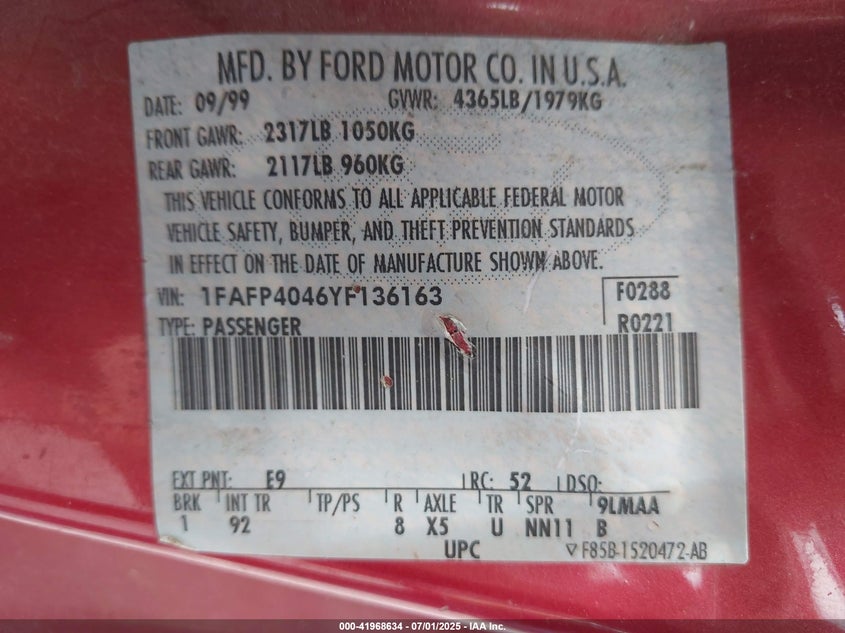 MFD. BY FORD MOTOR CO. IN U.S.A.
DATE: 09/99 GVWR: 4365LB/1979KG
FRONT GAWR: 2317LB 1050KG
REAR GAWR: 2117LB 960KG
THIS VEHICLE CONFORMS TO ALL APPLICABLE FEDERAL MOTOR
VEHICLE SAFETY, BUMPER, AND THEFT PREVENTION STANDARDS
IN EFFECT ON THE DATE OF MANUFACTURE SHOWN ABOVE.
VIN: 1FAFP4046YF136163 F0288
TYPE: PASSENGER R0221
EXT PNT: E9 RC: 52 DSO:
BRK INT TR TP/PS R AXLE TR SPR 9LMAA
1 92 8 X5 U NN11 B
UPC ▽F85B-1520472-AB
000-41968634 / 07/01/2025 / IAA, Inc.